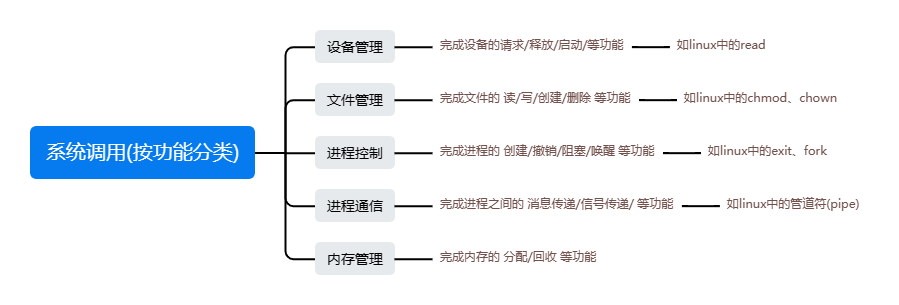 系统调用(按功能分类)
设备管理
完成设备的请求/释放/启动/等功能
如linux中的read
文件管理
完成文件的 读/写/创建/删除 等功能
如linux中的chmod、chown
进程控制
完成进程的 创建/撤销/阻塞/唤醒 等功能
如linux中的exit、fork
进程通信
完成进程之间的 消息传递/信号传递/ 等功能
如linux中的管道符(pipe)
内存管理
完成内存的 分配/回收 等功能